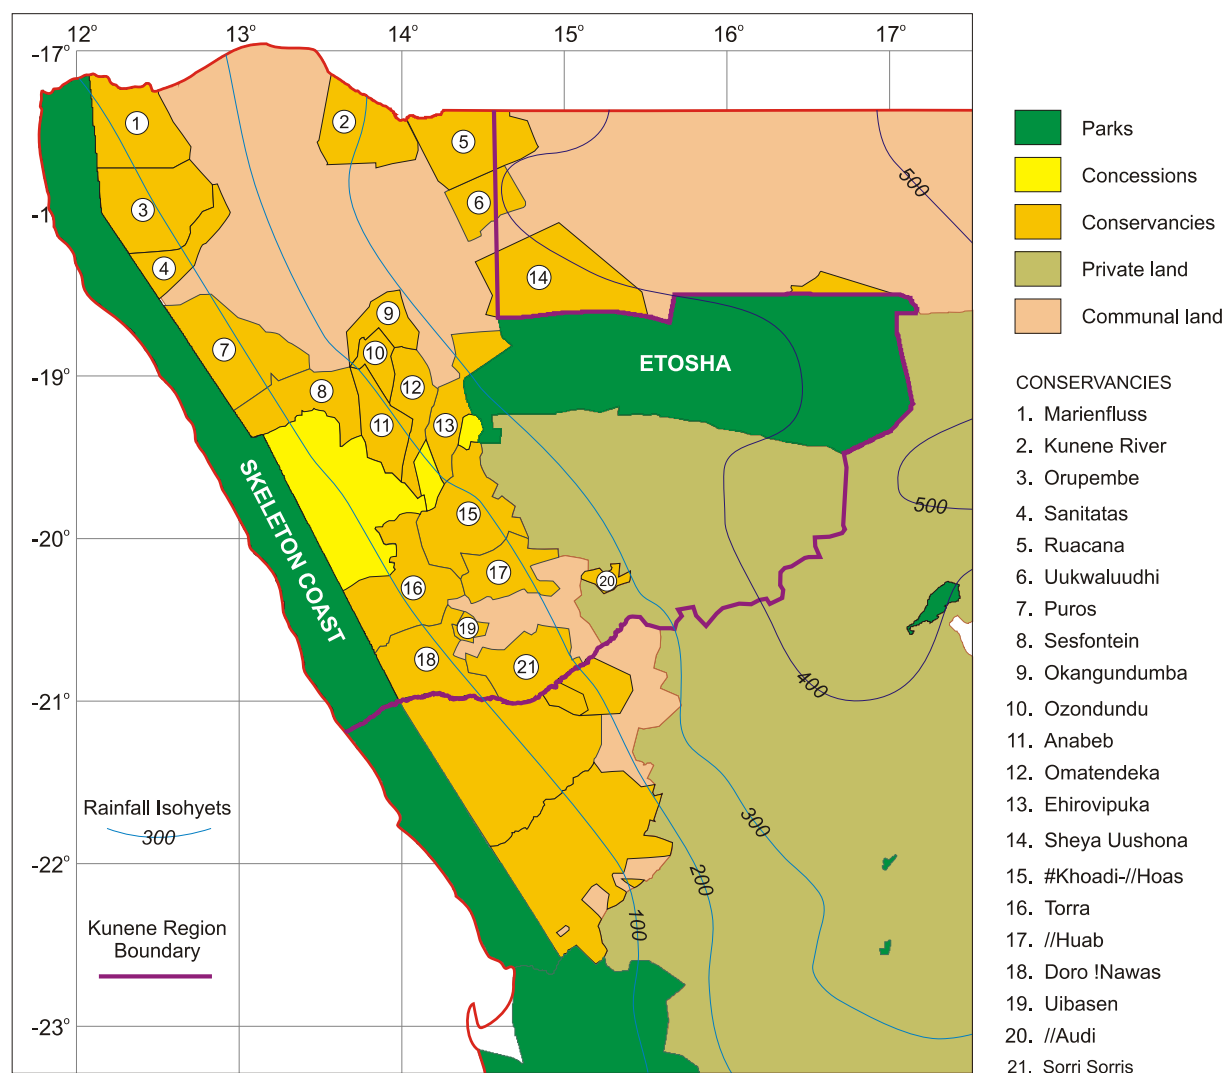 12° 13° 14° 15° 16° 17°
-17°
-1
-19°
-20°
-21°
-22°
-23°
1
2
3
4
5
6
7
8
9
10
11
12
13
14
15
16
17
18
19
20
21
ETOSHA
SKELETON COAST
500
500
400
300
200
100
Rainfall Isohyets
300
Kunene Region
Boundary
Parks
Concessions
Conservancies
Private land
Communal land
CONSERVANCIES
1. Marienfluss
2. Kunene River
3. Orupembe
4. Sanitatas
5. Ruacana
6. Uukwaluudhi
7. Puros
8. Sesfontein
9. Okangundumba
10. Ozondundu
11. Anabeb
12. Omatendeka
13. Ehirovipuka
14. Sheya Uushona
15. #Khoadi-//Hoas
16. Torra
17. //Huab
18. Doro !Nawas
19. Uibasen
20. //Audi
21. Sorri Sorris